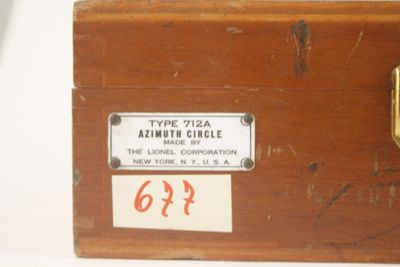 TYPE 712A
AZIMUTH CIRCLE
MADE BY
THE LIONEL CORPORATION
NEW YORK, N.Y., U.S.A.
677